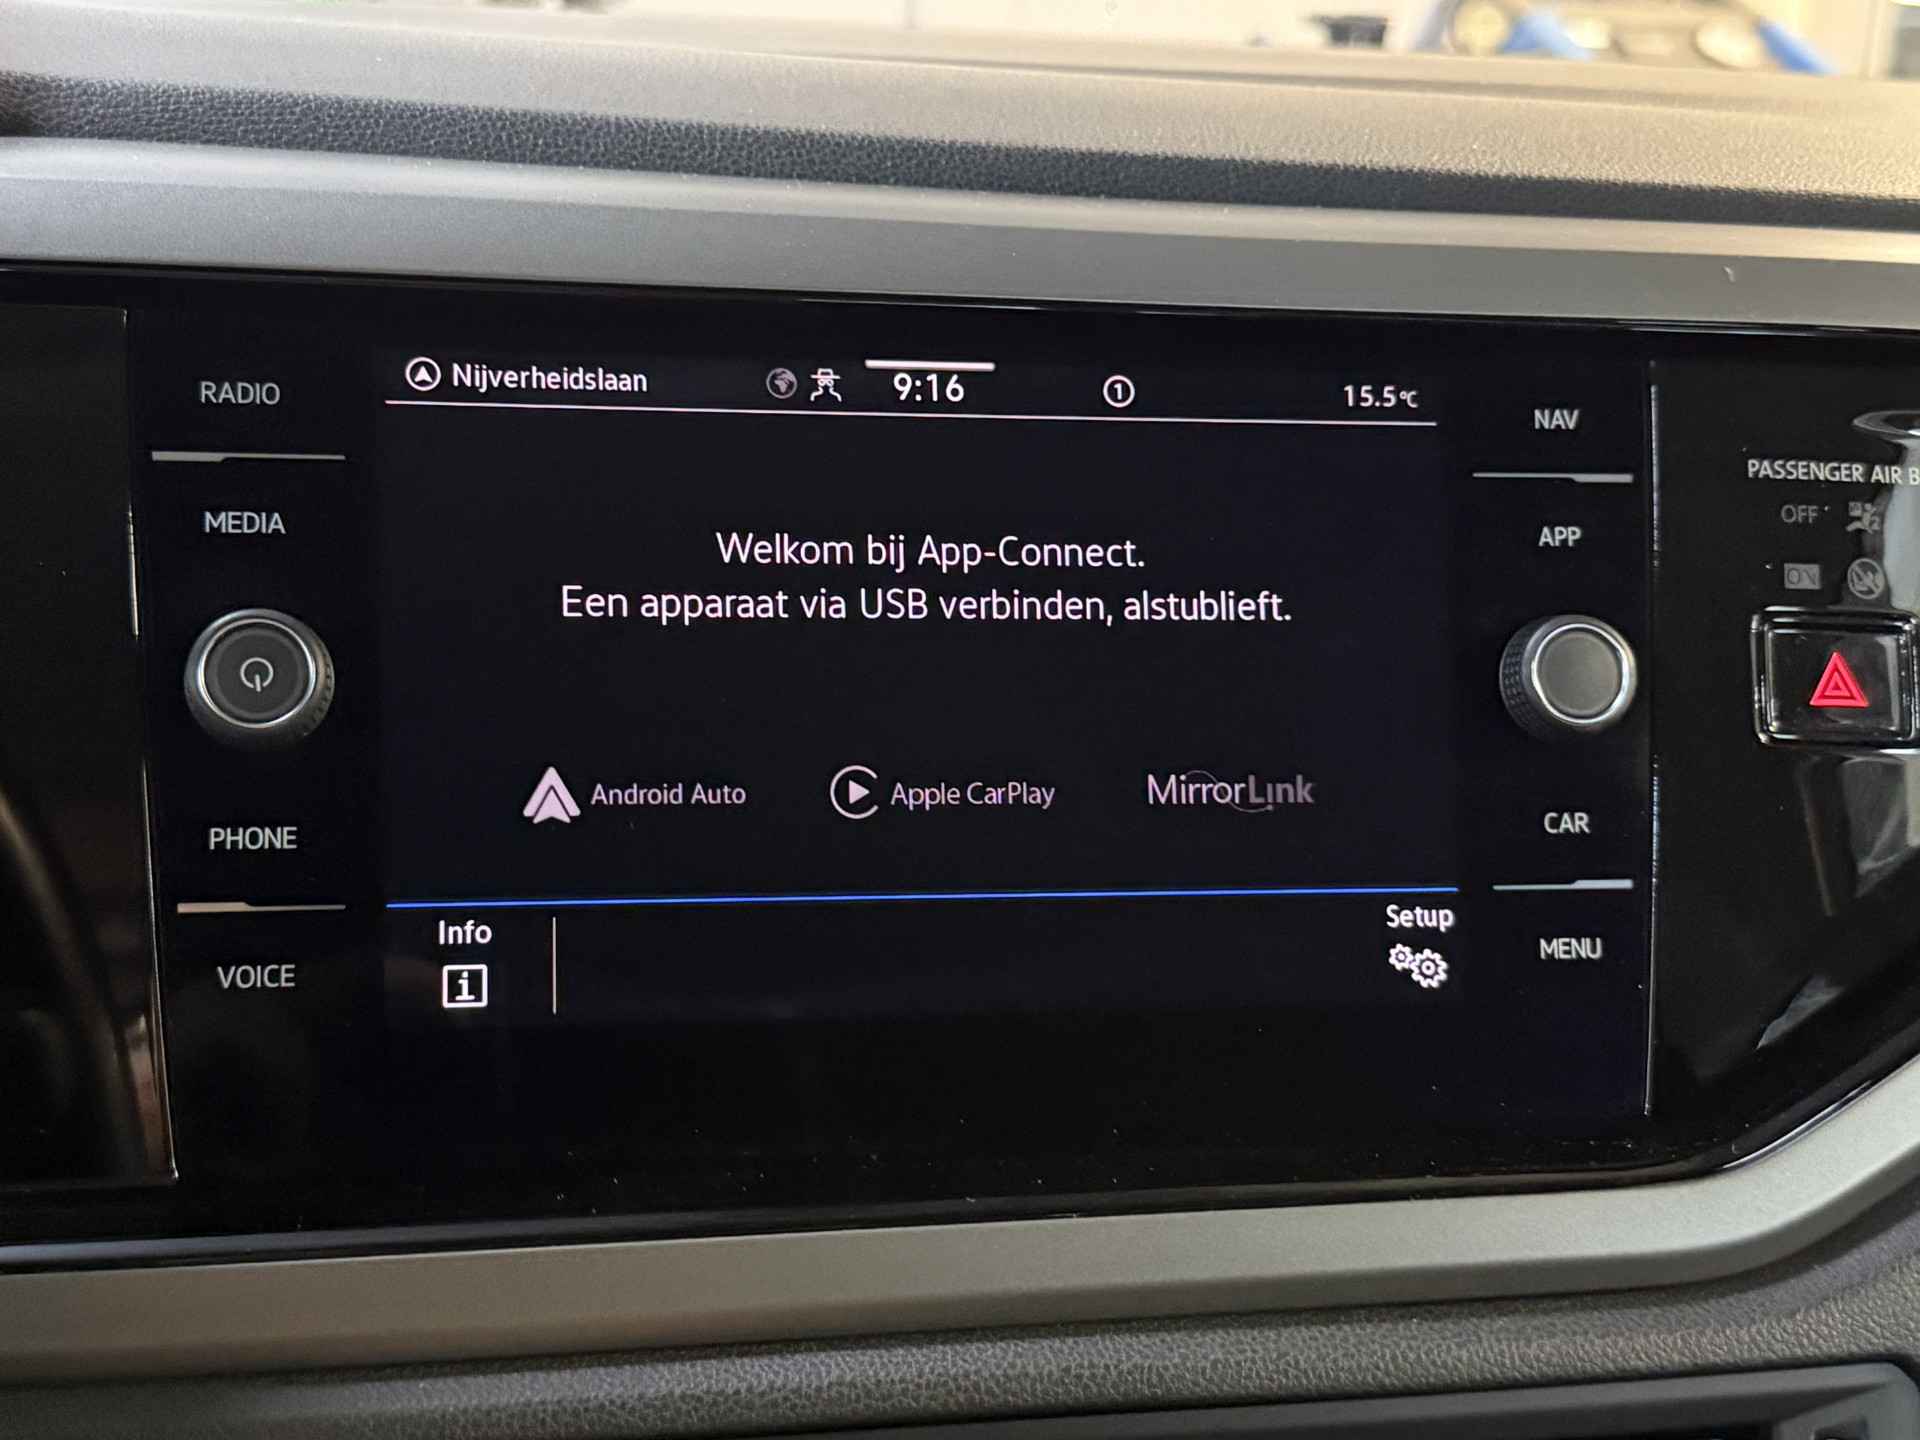 RADIO
MEDIA
PHONE
VOICE
Nijverheidslaan
9:16
1
15.5°C
Welkom bij App-Connect.
Een apparaat via USB verbinden, alstublieft.
Android Auto
Apple CarPlay
MirrorLink
Info
i
Setup
NAV
APP
CAR
MENU
PASSENGER AIR B
OFF
ON